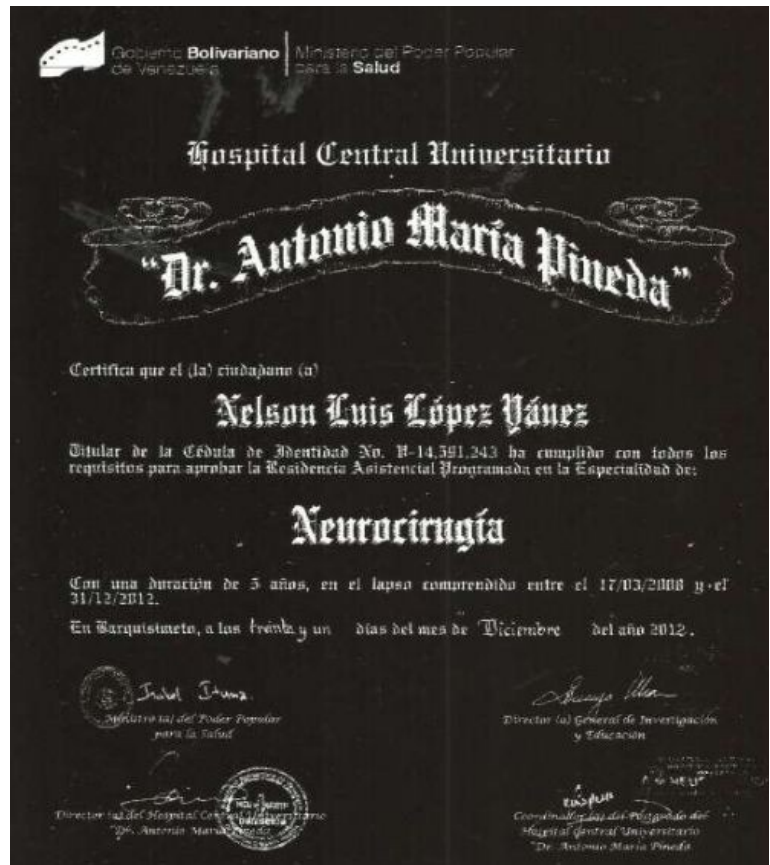 Gobierno Bolivariano de Venezuela
Ministerio del Poder Popular para la Salud
Hospital Central Universitario
"Dr. Antonio María Pineda"
Certifica que el (la) ciudadano (a)
Nelson Luis López Yánez
Titular de la Cédula de Identidad No. V-14.391.243 ha cumplido con todos los
requisitos para aprobar la Residencia Asistencial Programada en la Especialidad de:
Neurocirugía
Con una duración de 5 años, en el lapso comprendido entre el 17/03/2008 y el
31/12/2012.
En Barquisimeto, a los treinta y un días del mes de Diciembre del año 2012.
Ministro (a) del Poder Popular
para la Salud
Director (a) General de Investigación
y Educación
Director (a) del Hospital Central Universitario
"Dr. Antonio María Pineda"
Coordinador (a) del Postgrado del
Hospital Central Universitario
"Dr. Antonio María Pineda